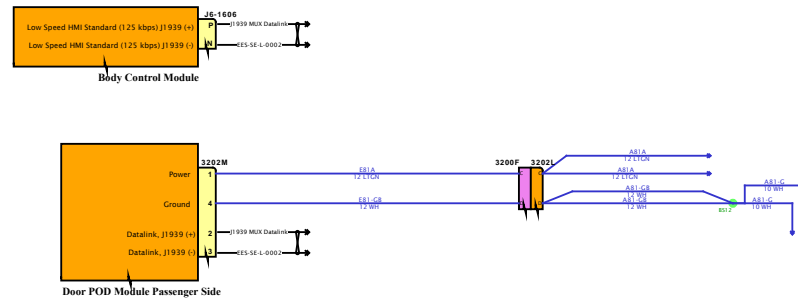 J6-1606
Low Speed HMI Standard (125 kbps) J1939 (+)
P
J1939 MUX Datalink
Low Speed HMI Standard (125 kbps) J1939 (-)
N
EES-SE-L-0002
Body Control Module
3202M
3200F
3202L
A81A
12 LTGN
Power
1
E81A
12 LTGN
C
C
A81A
12 LTGN
A81-GB
12 WH
A81-G
10 WH
Ground
4
E81-GB
12 WH
D
D
A81-GB
12 WH
BS12
A81-G
10 WH
Datalink, J1939 (+)
2
J1939 MUX Datalink
Datalink, J1939 (-)
3
EES-SE-L-0002
Door POD Module Passenger Side